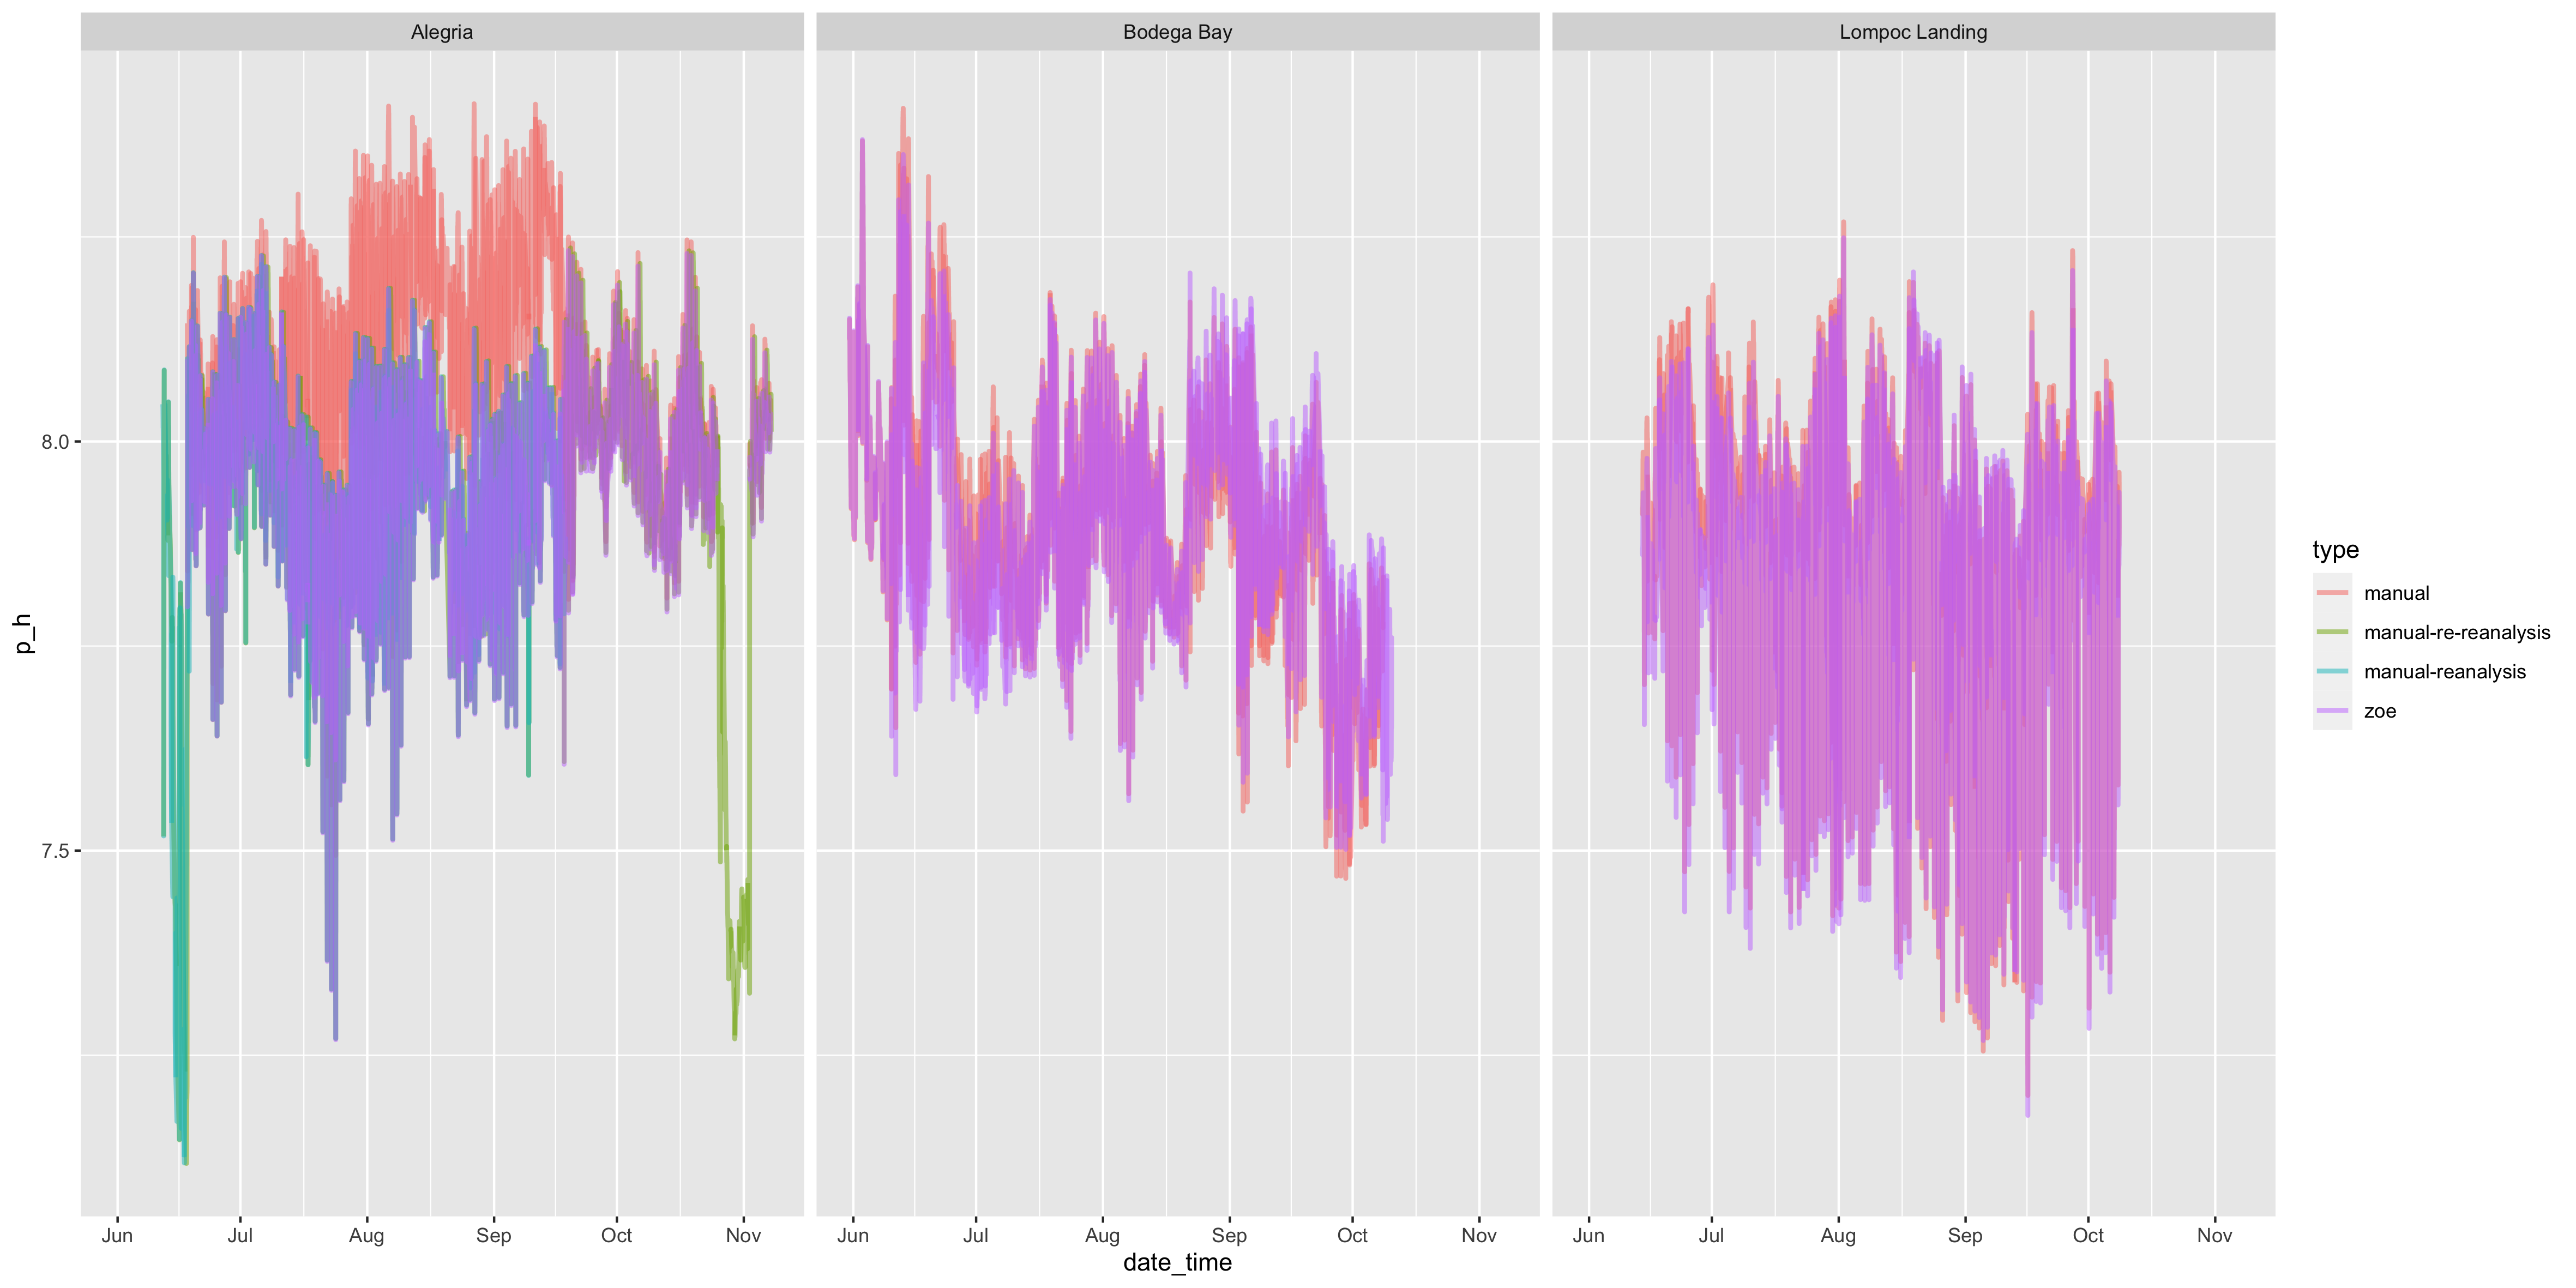 Alegria
Bodega Bay
Lompoc Landing
p_h
8.0
7.5
Jun Jul Aug Sep Oct Nov
Jun Jul Aug Sep Oct Nov
Jun Jul Aug Sep Oct Nov
date_time
type
manual
manual-re-reanalysis
manual-reanalysis
zoe